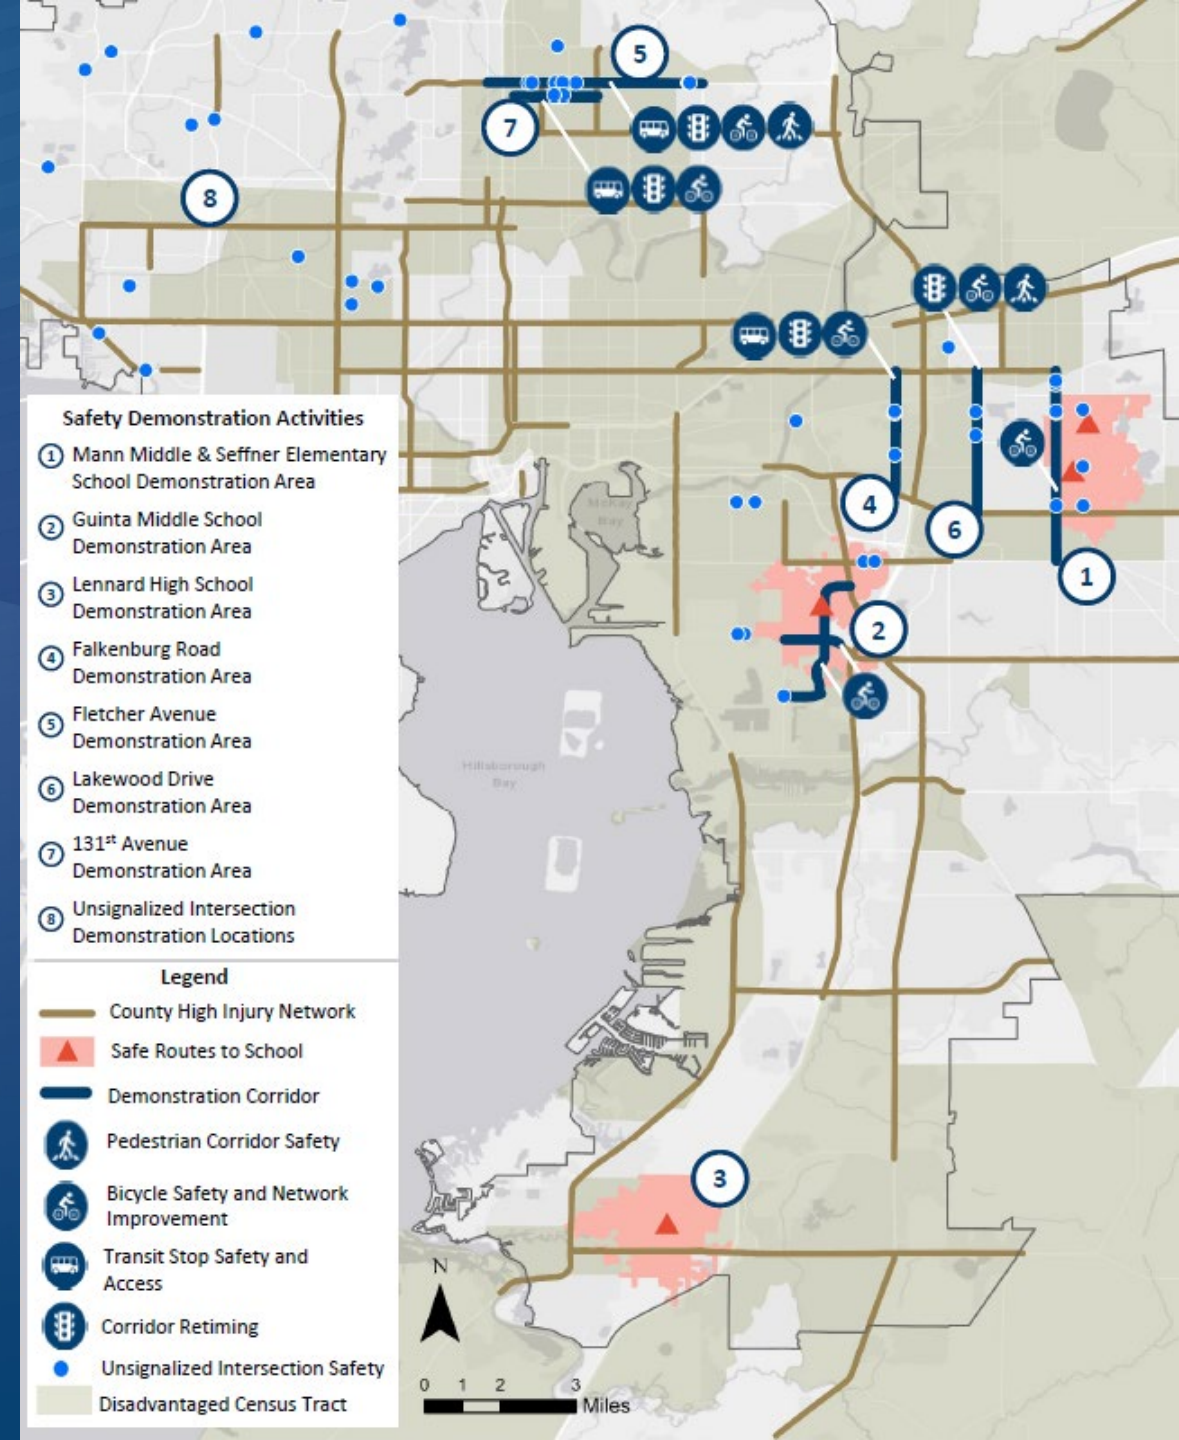 5
7
8
4
6
1
2
3
McKay
Bay
Hillsborough
Bay
Safety Demonstration Activities
1 Mann Middle & Seffner Elementary
School Demonstration Area
2 Guinta Middle School
Demonstration Area
3 Lennard High School
Demonstration Area
4 Falkenburg Road
Demonstration Area
5 Fletcher Avenue
Demonstration Area
6 Lakewood Drive
Demonstration Area
7 131st Avenue
Demonstration Area
8 Unsignalized Intersection
Demonstration Locations
Legend
County High Injury Network
Safe Routes to School
Demonstration Corridor
Pedestrian Corridor Safety
Bicycle Safety and Network
Improvement
Transit Stop Safety and
Access
Corridor Retiming
Unsignalized Intersection Safety
Disadvantaged Census Tract
N
0 1 2 3
Miles